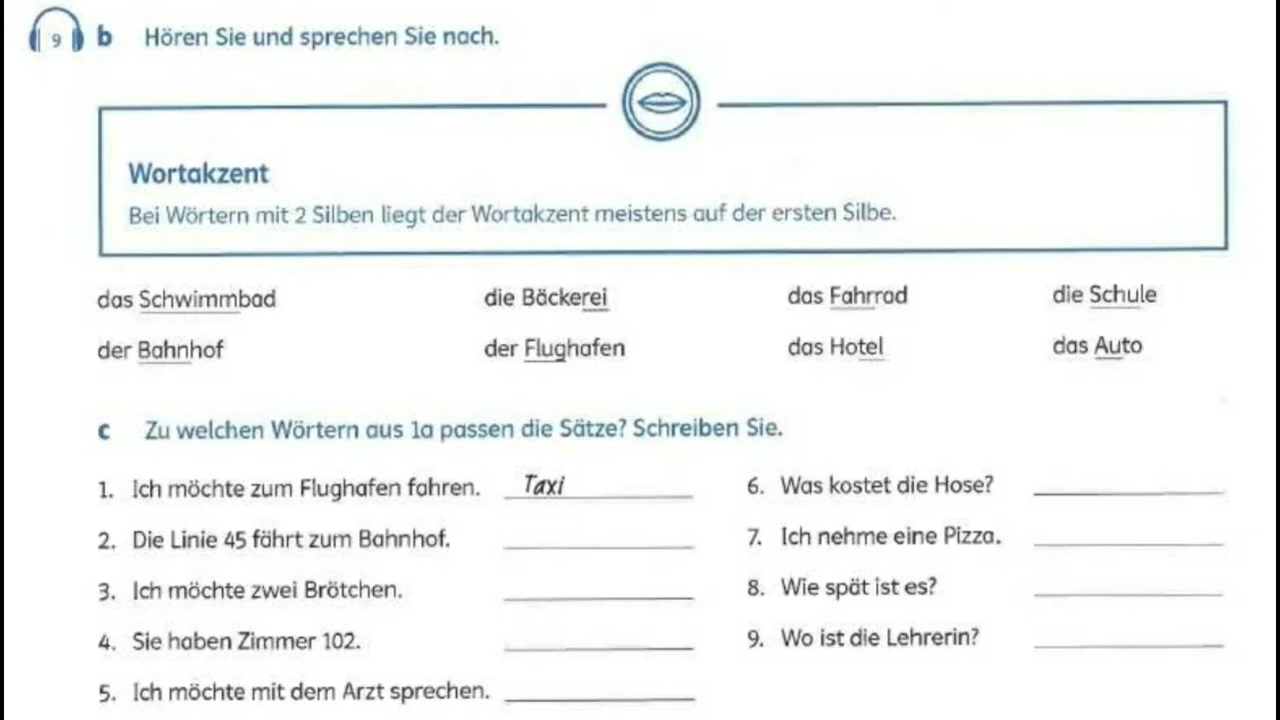 9 b Hören Sie und sprechen Sie nach.
Wortakzent
Bei Wörtern mit 2 Silben liegt der Wortakzent meistens auf der ersten Silbe.
das Schwimmbad die Bäckerei das Fahrrad die Schule
der Bahnhof der Flughafen das Hotel das Auto
c Zu welchen Wörtern aus 1a passen die Sätze? Schreiben Sie.
1. Ich möchte zum Flughafen fahren. Taxi
2. Die Linie 45 fährt zum Bahnhof.
3. Ich möchte zwei Brötchen.
4. Sie haben Zimmer 102.
5. Ich möchte mit dem Arzt sprechen.
6. Was kostet die Hose?
7. Ich nehme eine Pizza.
8. Wie spät ist es?
9. Wo ist die Lehrerin?